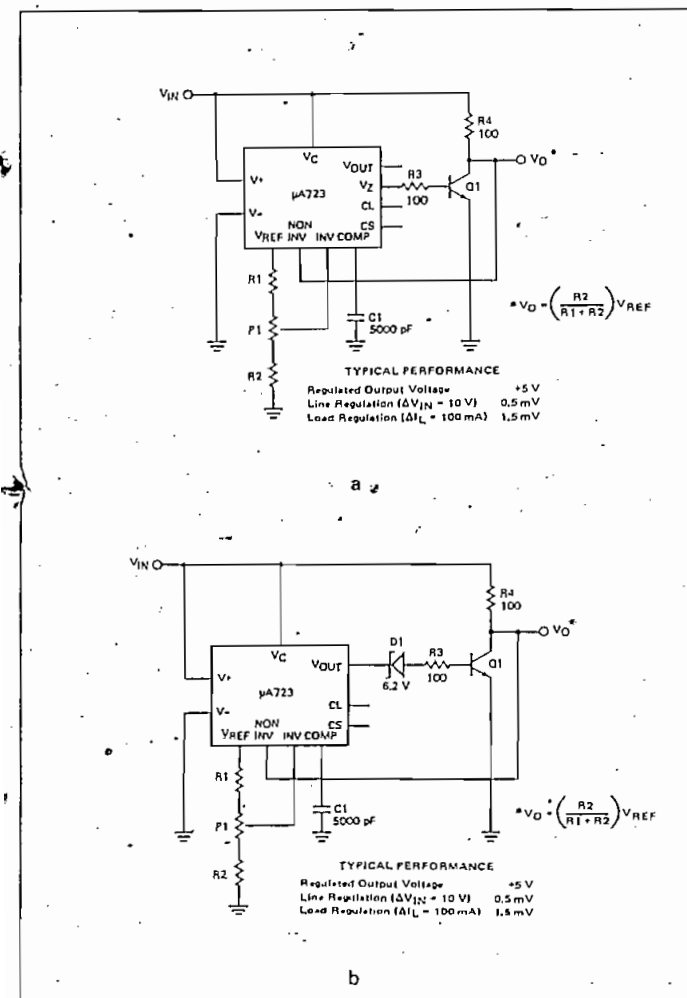 VIN
R4
100
VC
VOUT
VO*
V+
VZ
R3
100
Q1
µA723
CL
V-
CS
NON
VREF INV INV COMP
R1
P1
C1
5000 pF
R2
*VO = (R2 / R1 + R2) VREF
TYPICAL PERFORMANCE
Regulated Output Voltage +5 V
Line Regulation (ΔVIN = 10 V) 0.5 mV
Load Regulation (ΔIL = 100 mA) 1.5 mV
a
VIN
R4
100
VC
VOUT
D1
6.2 V
R3
100
VO*
V+
Q1
µA723
CL
V-
CS
NON
VREF INV INV COMP
R1
P1
C1
5000 pF
R2
*VO = (R2 / R1 + R2) VREF
TYPICAL PERFORMANCE
Regulated Output Voltage +5 V
Line Regulation (ΔVIN = 10 V) 0.5 mV
Load Regulation (ΔIL = 100 mA) 1.5 mV
b